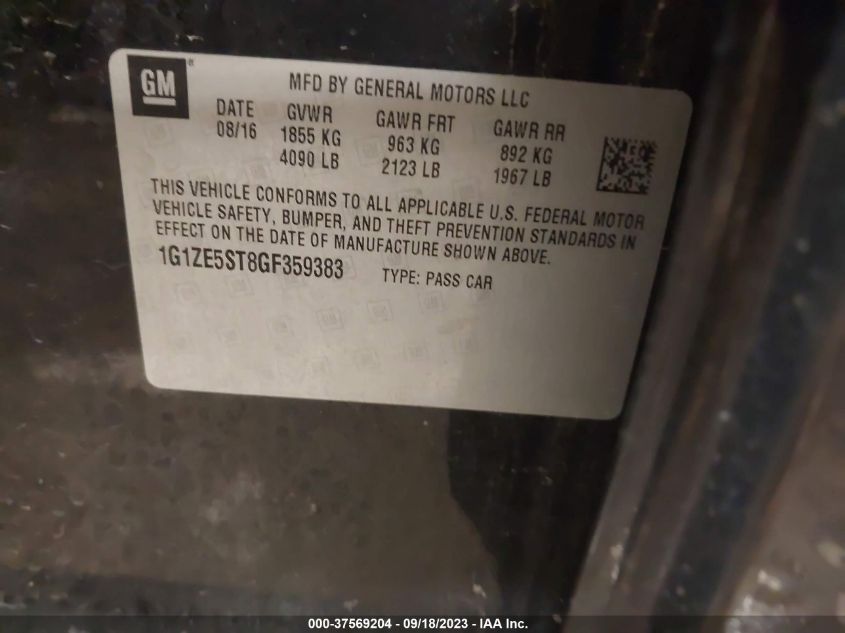 GM
MFD BY GENERAL MOTORS LLC
DATE GVWR GAWR FRT GAWR RR
08/16 1855 KG 963 KG 892 KG
4090 LB 2123 LB 1967 LB
THIS VEHICLE CONFORMS TO ALL APPLICABLE U.S. FEDERAL MOTOR
VEHICLE SAFETY, BUMPER, AND THEFT PREVENTION STANDARDS IN
EFFECT ON THE DATE OF MANUFACTURE SHOWN ABOVE.
1G1ZE5ST8GF359383 TYPE: PASS CAR
000-37569204 - 09/18/2023 - IAA Inc.